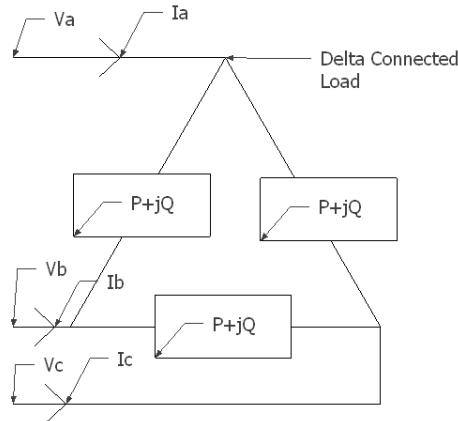 Va
Ia
Delta Connected
Load
P+jQ
P+jQ
Vb
Ib
P+jQ
Vc
Ic